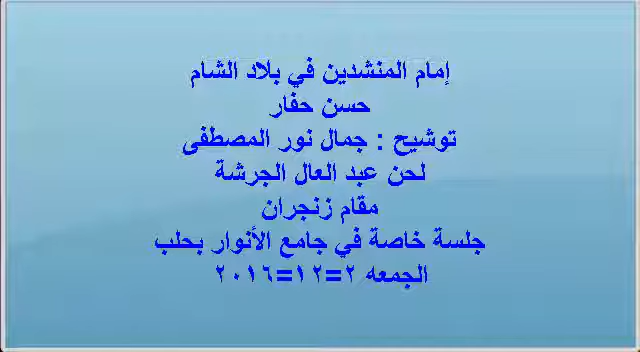 إمام المنشدين في بلاد الشام
حسن حفار
توشيح : جمال نور المصطفى
لحن عبد العال الجرشة
مقام زنجران
جلسة خاصة في جامع الأنوار بحلب
الجمعه ٢=١٢=٢٠١٦